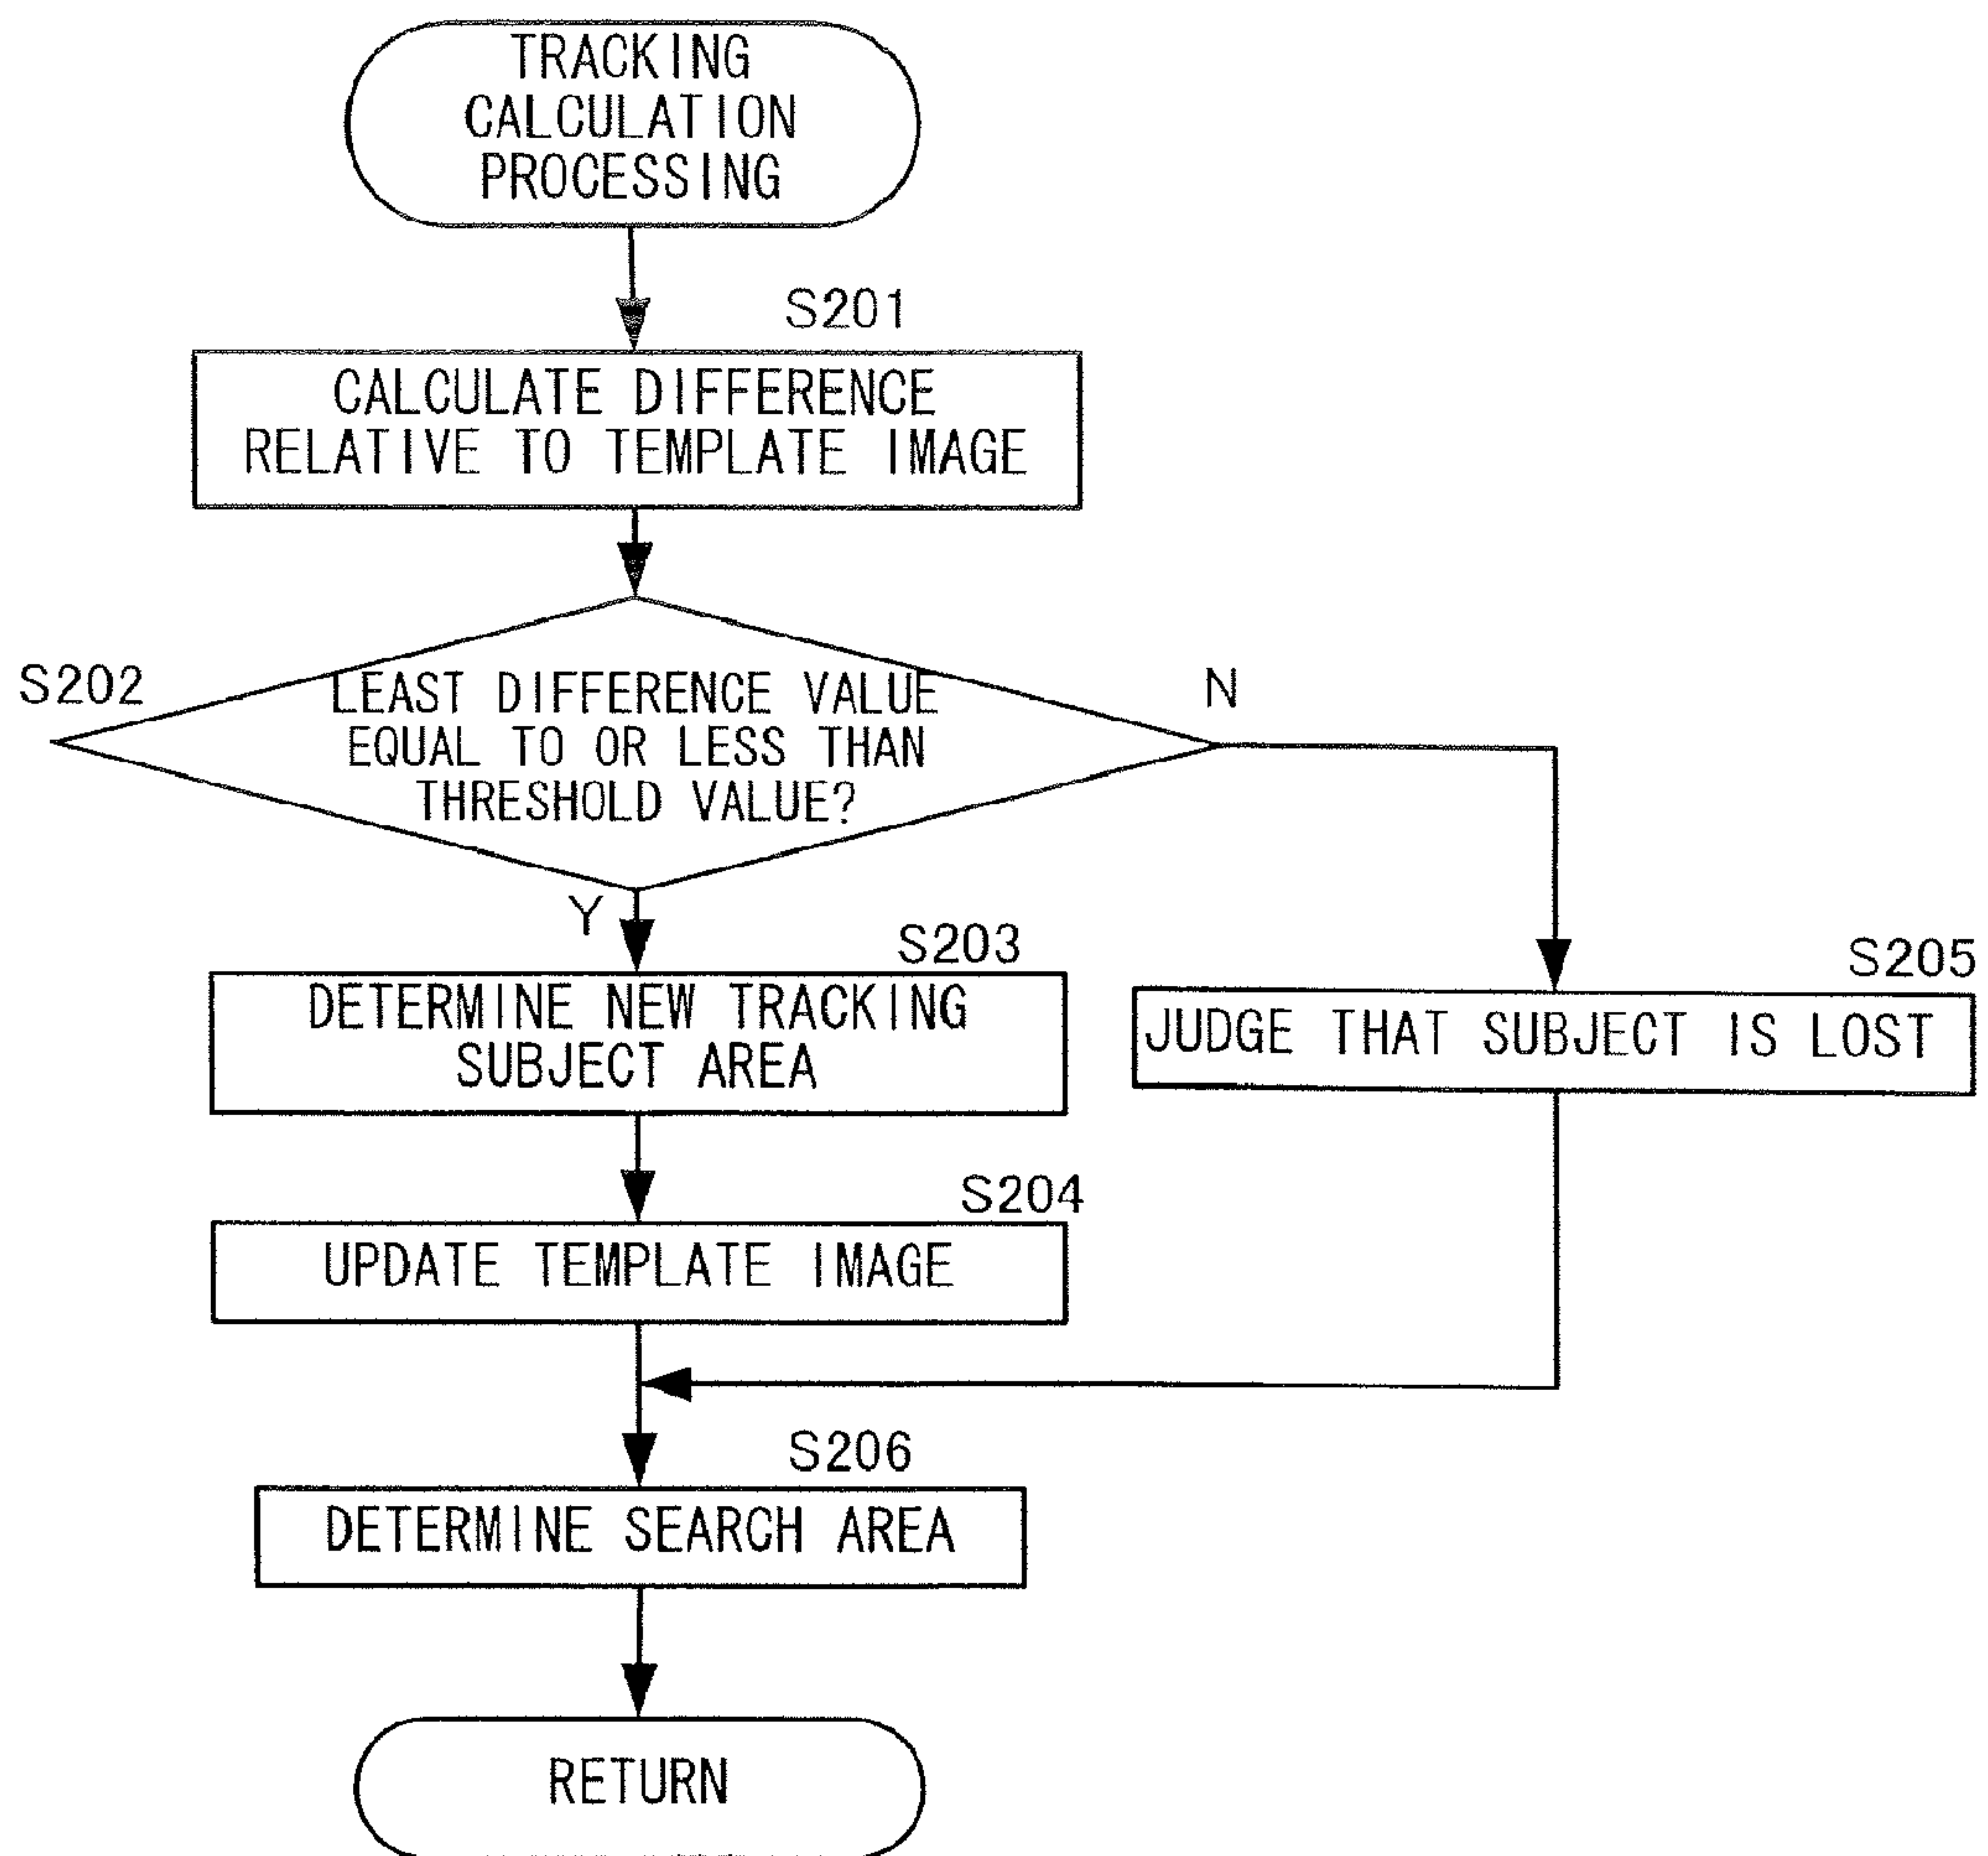 TRACKING
CALCULATION
PROCESSING
S201
CALCULATE DIFFERENCE
RELATIVE TO TEMPLATE IMAGE
S202
LEAST DIFFERENCE VALUE
EQUAL TO OR LESS THAN
THRESHOLD VALUE?
N
Y
S203
DETERMINE NEW TRACKING
SUBJECT AREA
S205
JUDGE THAT SUBJECT IS LOST
S204
UPDATE TEMPLATE IMAGE
S206
DETERMINE SEARCH AREA
RETURN